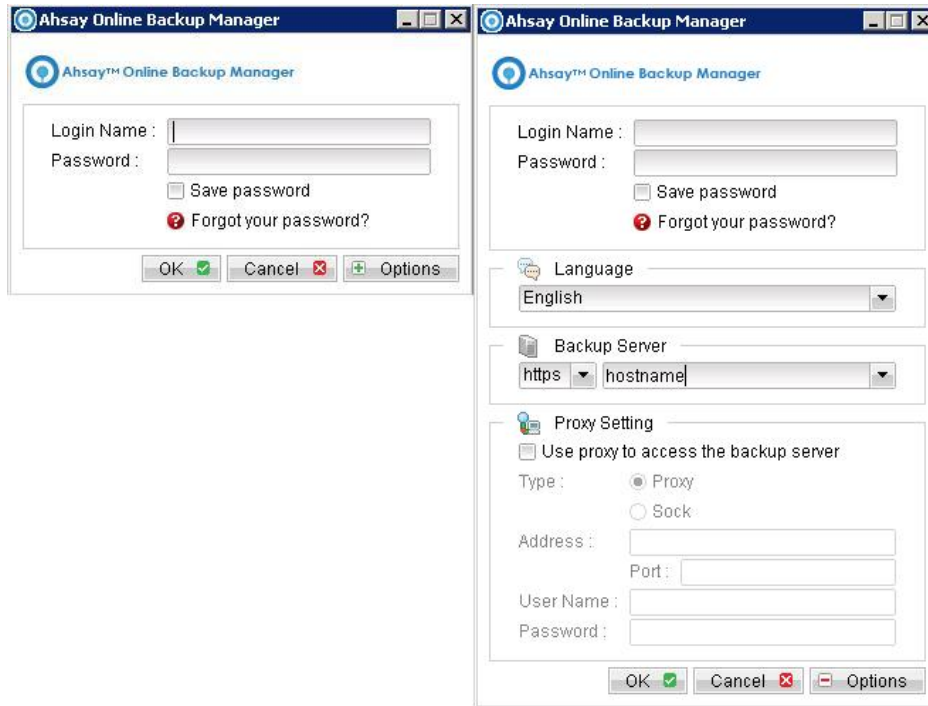 Ahsay Online Backup Manager
Ahsay™ Online Backup Manager
Login Name :
Password :
Save password
Forgot your password?
OK Cancel Options
Ahsay Online Backup Manager
Ahsay™ Online Backup Manager
Login Name :
Password :
Save password
Forgot your password?
Language
English
Backup Server
https hostname
Proxy Setting
Use proxy to access the backup server
Type : Proxy
Sock
Address :
Port :
User Name :
Password :
OK Cancel Options